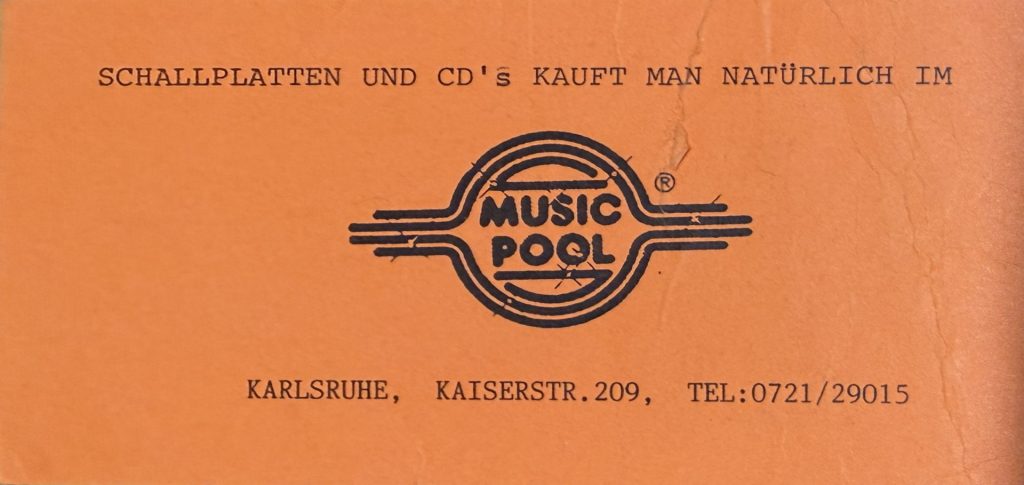 SCHALLPLATTEN UND CD's KAUFT MAN NATÜRLICH IM
MUSIC
POOL
®
KARLSRUHE, KAISERSTR.209, TEL:0721/29015